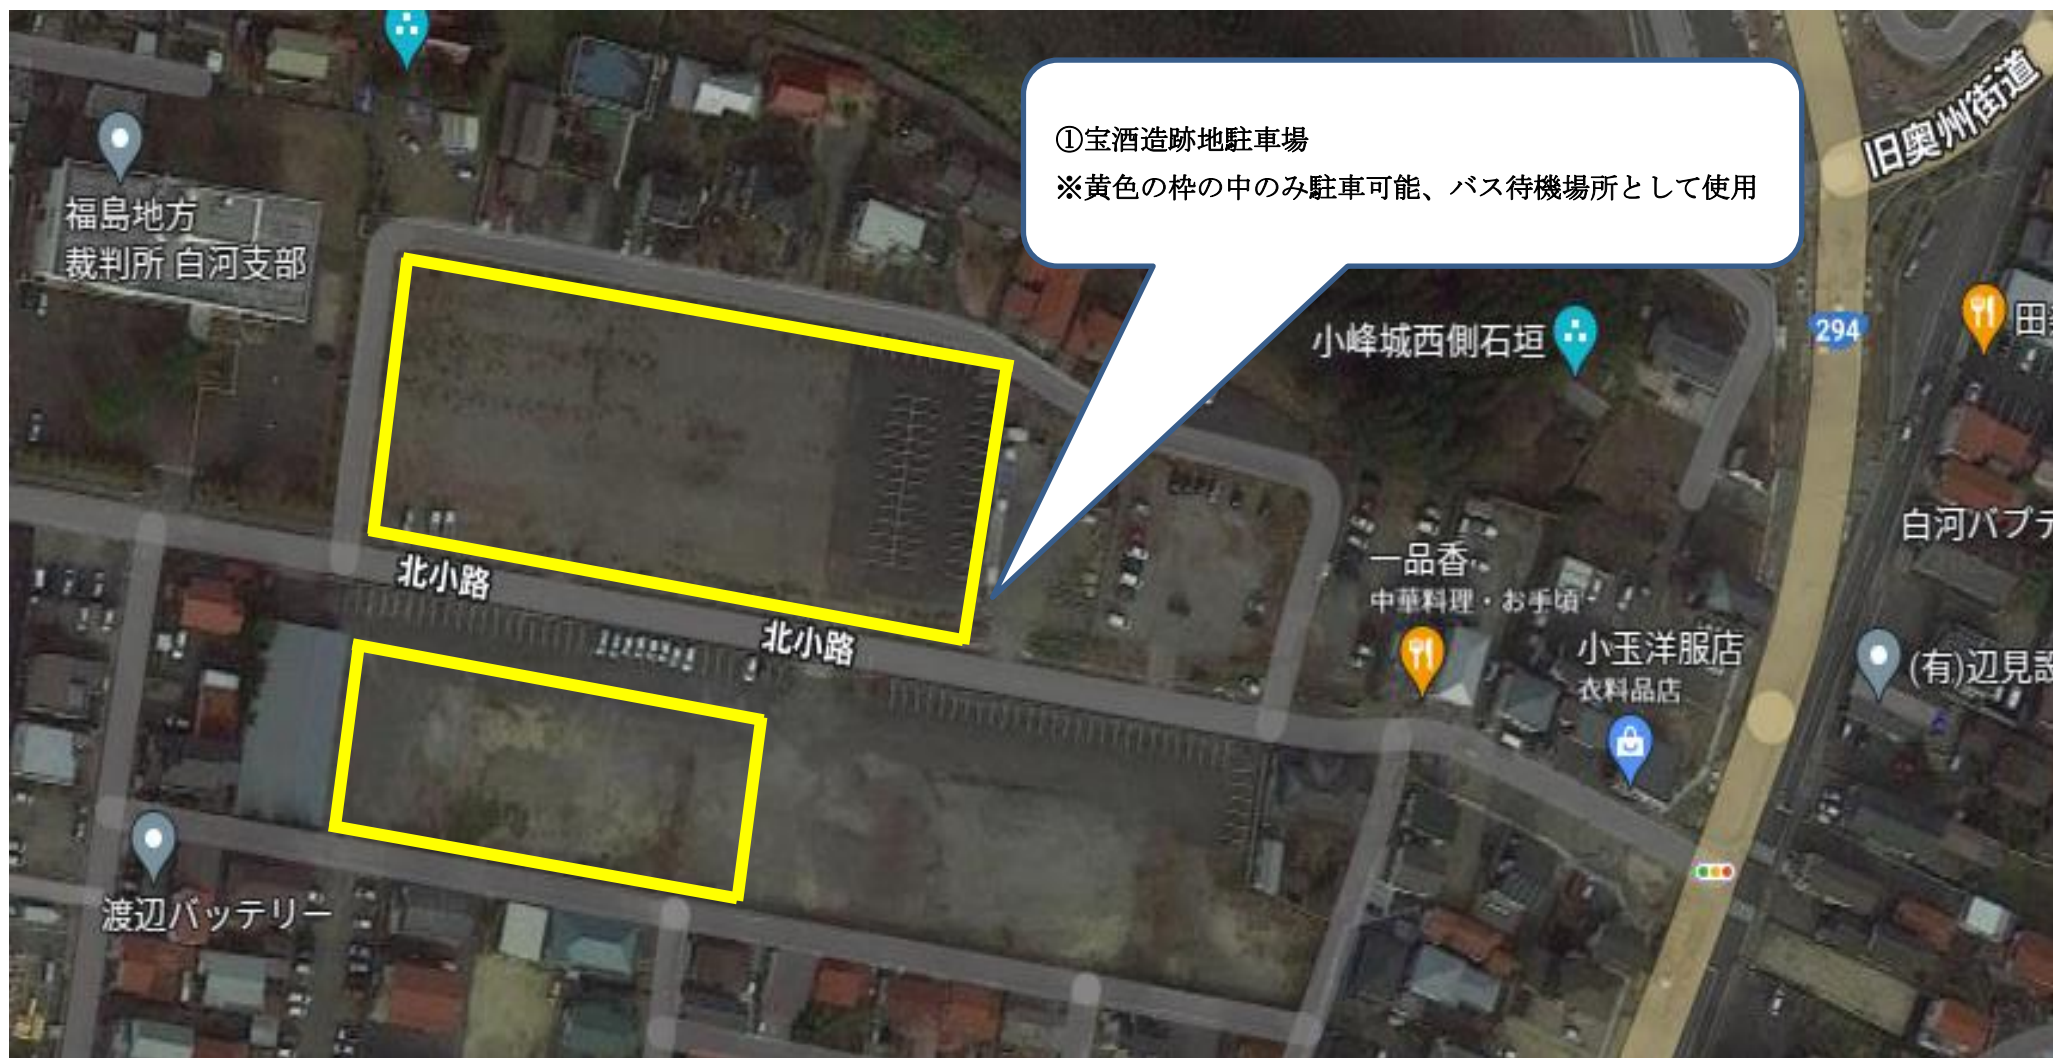 ①宝酒造跡地駐車場
※黄色の枠の中のみ駐車可能、バス待機場所として使用
旧奥州街道
福島地方
裁判所 白河支部
小峰城西側石垣
294
田
白河バプテ
北小路
一品香
中華料理・お手頃
北小路
小玉洋服店
衣料品店
(有)辺見設
渡辺バッテリー